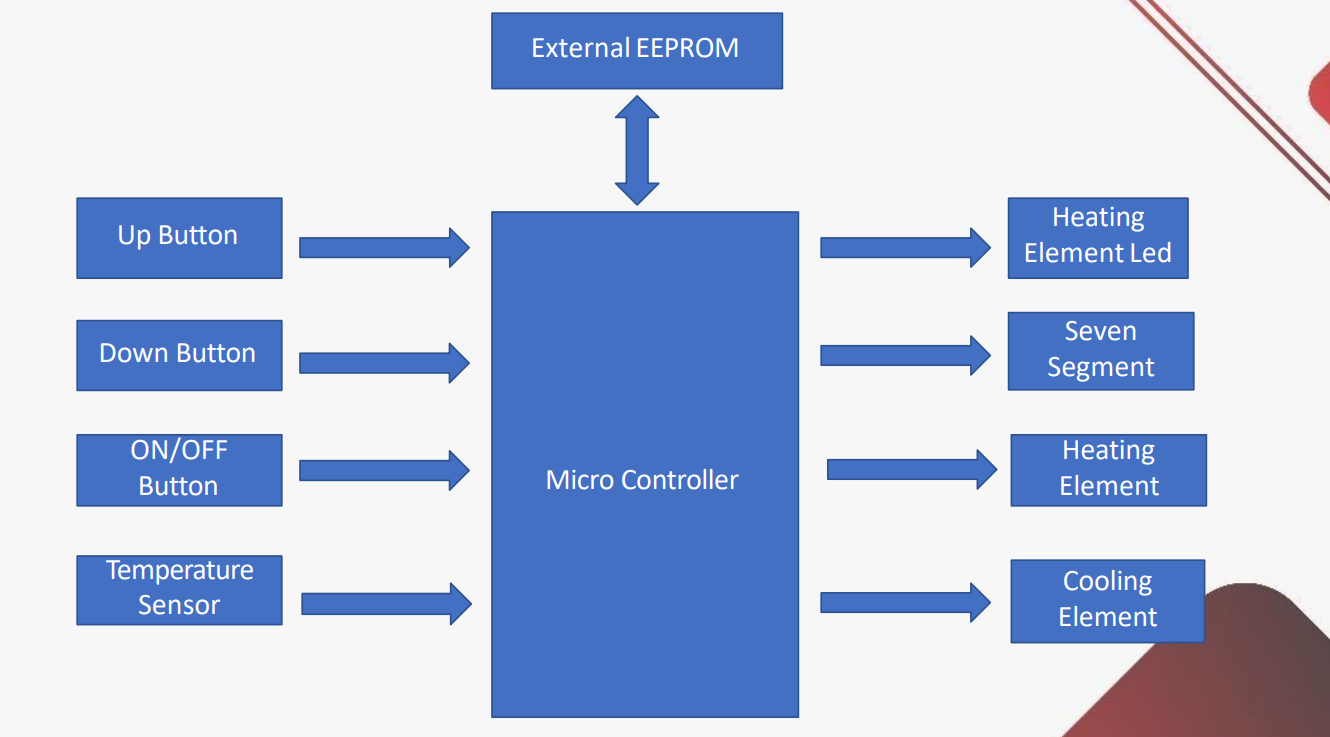 External EEPROM
Up Button
Down Button
ON/OFF
Button
Temperature
Sensor
Micro Controller
Heating
Element Led
Seven
Segment
Heating
Element
Cooling
Element